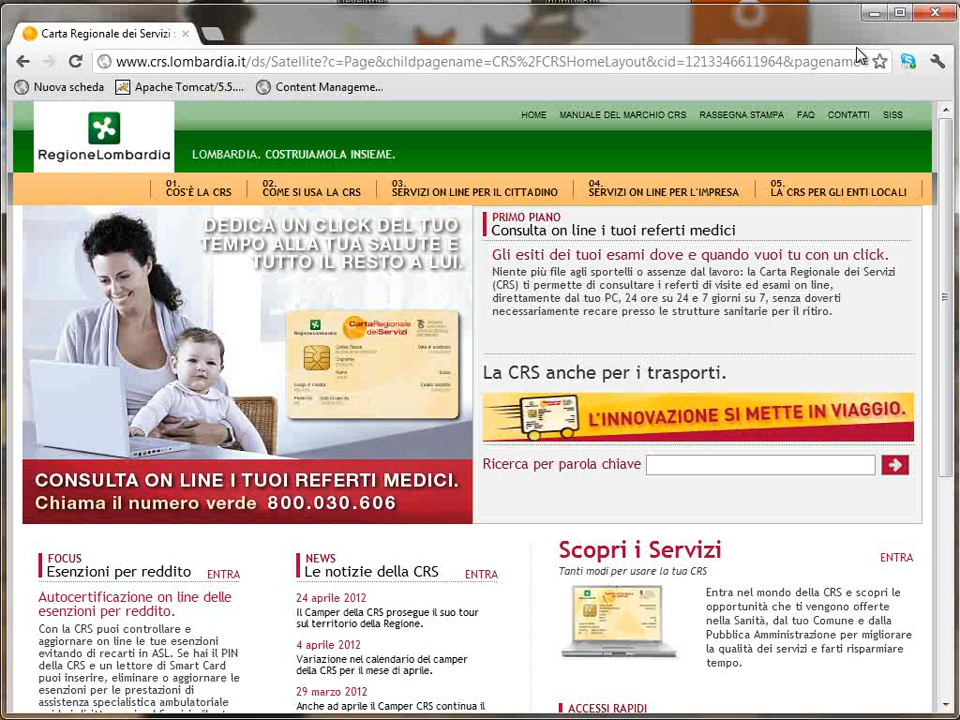 Carta Regionale dei Servizi :
www.crs.lombardia.it/ds/Satellite?c=Page&childpagename=CRS%2FCRSHomeLayout&cid=1213346611964&pagename
Nuova scheda
Apache Tomcat/5.5....
Content Manageme...
HOME
MANUALE DEL MARCHIO CRS
RASSEGNA STAMPA
FAQ
CONTATTI
SISS
RegioneLombardia
LOMBARDIA. COSTRUIAMOLA INSIEME.
01.
COS'È LA CRS
02.
COME SI USA LA CRS
03.
SERVIZI ON LINE PER IL CITTADINO
04.
SERVIZI ON LINE PER L'IMPRESA
05.
LA CRS PER GLI ENTI LOCALI
DEDICA UN CLICK DEL TUO
TEMPO ALLA TUA SALUTE E
TUTTO IL RESTO A LUI.
RegioneLombardia
CartaRegionale
deiServizi
CONSULTA ON LINE I TUOI REFERTI MEDICI.
Chiama il numero verde 800.030.606
PRIMO PIANO
Consulta on line i tuoi referti medici
Gli esiti dei tuoi esami dove e quando vuoi tu con un click.
Niente più file agli sportelli o assenze dal lavoro: la Carta Regionale dei Servizi
(CRS) ti permette di consultare i referti di visite ed esami on line,
direttamente dal tuo PC, 24 ore su 24 e 7 giorni su 7, senza doverti
necessariamente recare presso le strutture sanitarie per il ritiro.
La CRS anche per i trasporti.
L'INNOVAZIONE SI METTE IN VIAGGIO.
Ricerca per parola chiave
FOCUS
Esenzioni per reddito
ENTRA
Autocertificazione on line delle
esenzioni per reddito.
Con la CRS puoi controllare e
aggiornare on line le tue esenzioni
evitando di recarti in ASL. Se hai il PIN
della CRS e un lettore di Smart Card
puoi inserire, eliminare o aggiornare le
esenzioni per le prestazioni di
assistenza specialistica ambulatoriale
NEWS
Le notizie della CRS
ENTRA
24 aprile 2012
Il Camper della CRS prosegue il suo tour
sul territorio della Regione.
4 aprile 2012
Variazione nel calendario del camper
della CRS per il mese di aprile.
29 marzo 2012
Anche ad aprile il Camper CRS continua il
Scopri i Servizi
ENTRA
Tanti modi per usare la tua CRS
Entra nel mondo della CRS e scopri le
opportunità che ti vengono offerte
nella Sanità, dal tuo Comune e dalla
Pubblica Amministrazione per migliorare
la qualità dei servizi e farti risparmiare
tempo.
ACCESSI RAPIDI